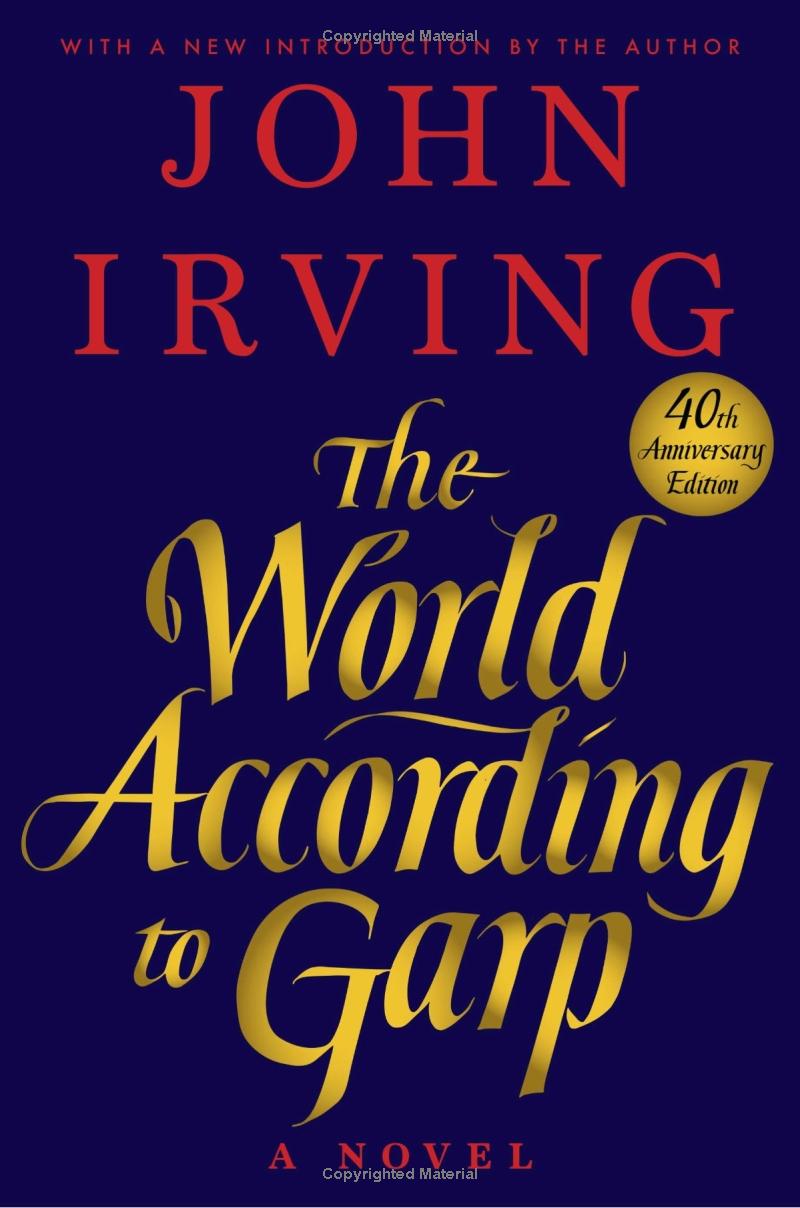 Copyrighted Material
WITH A NEW INTRODUCTION BY THE AUTHOR
JOHN
IRVING
40th
Anniversary
Edition
The
World
According
to Garp
A NOVEL
Copyrighted Material